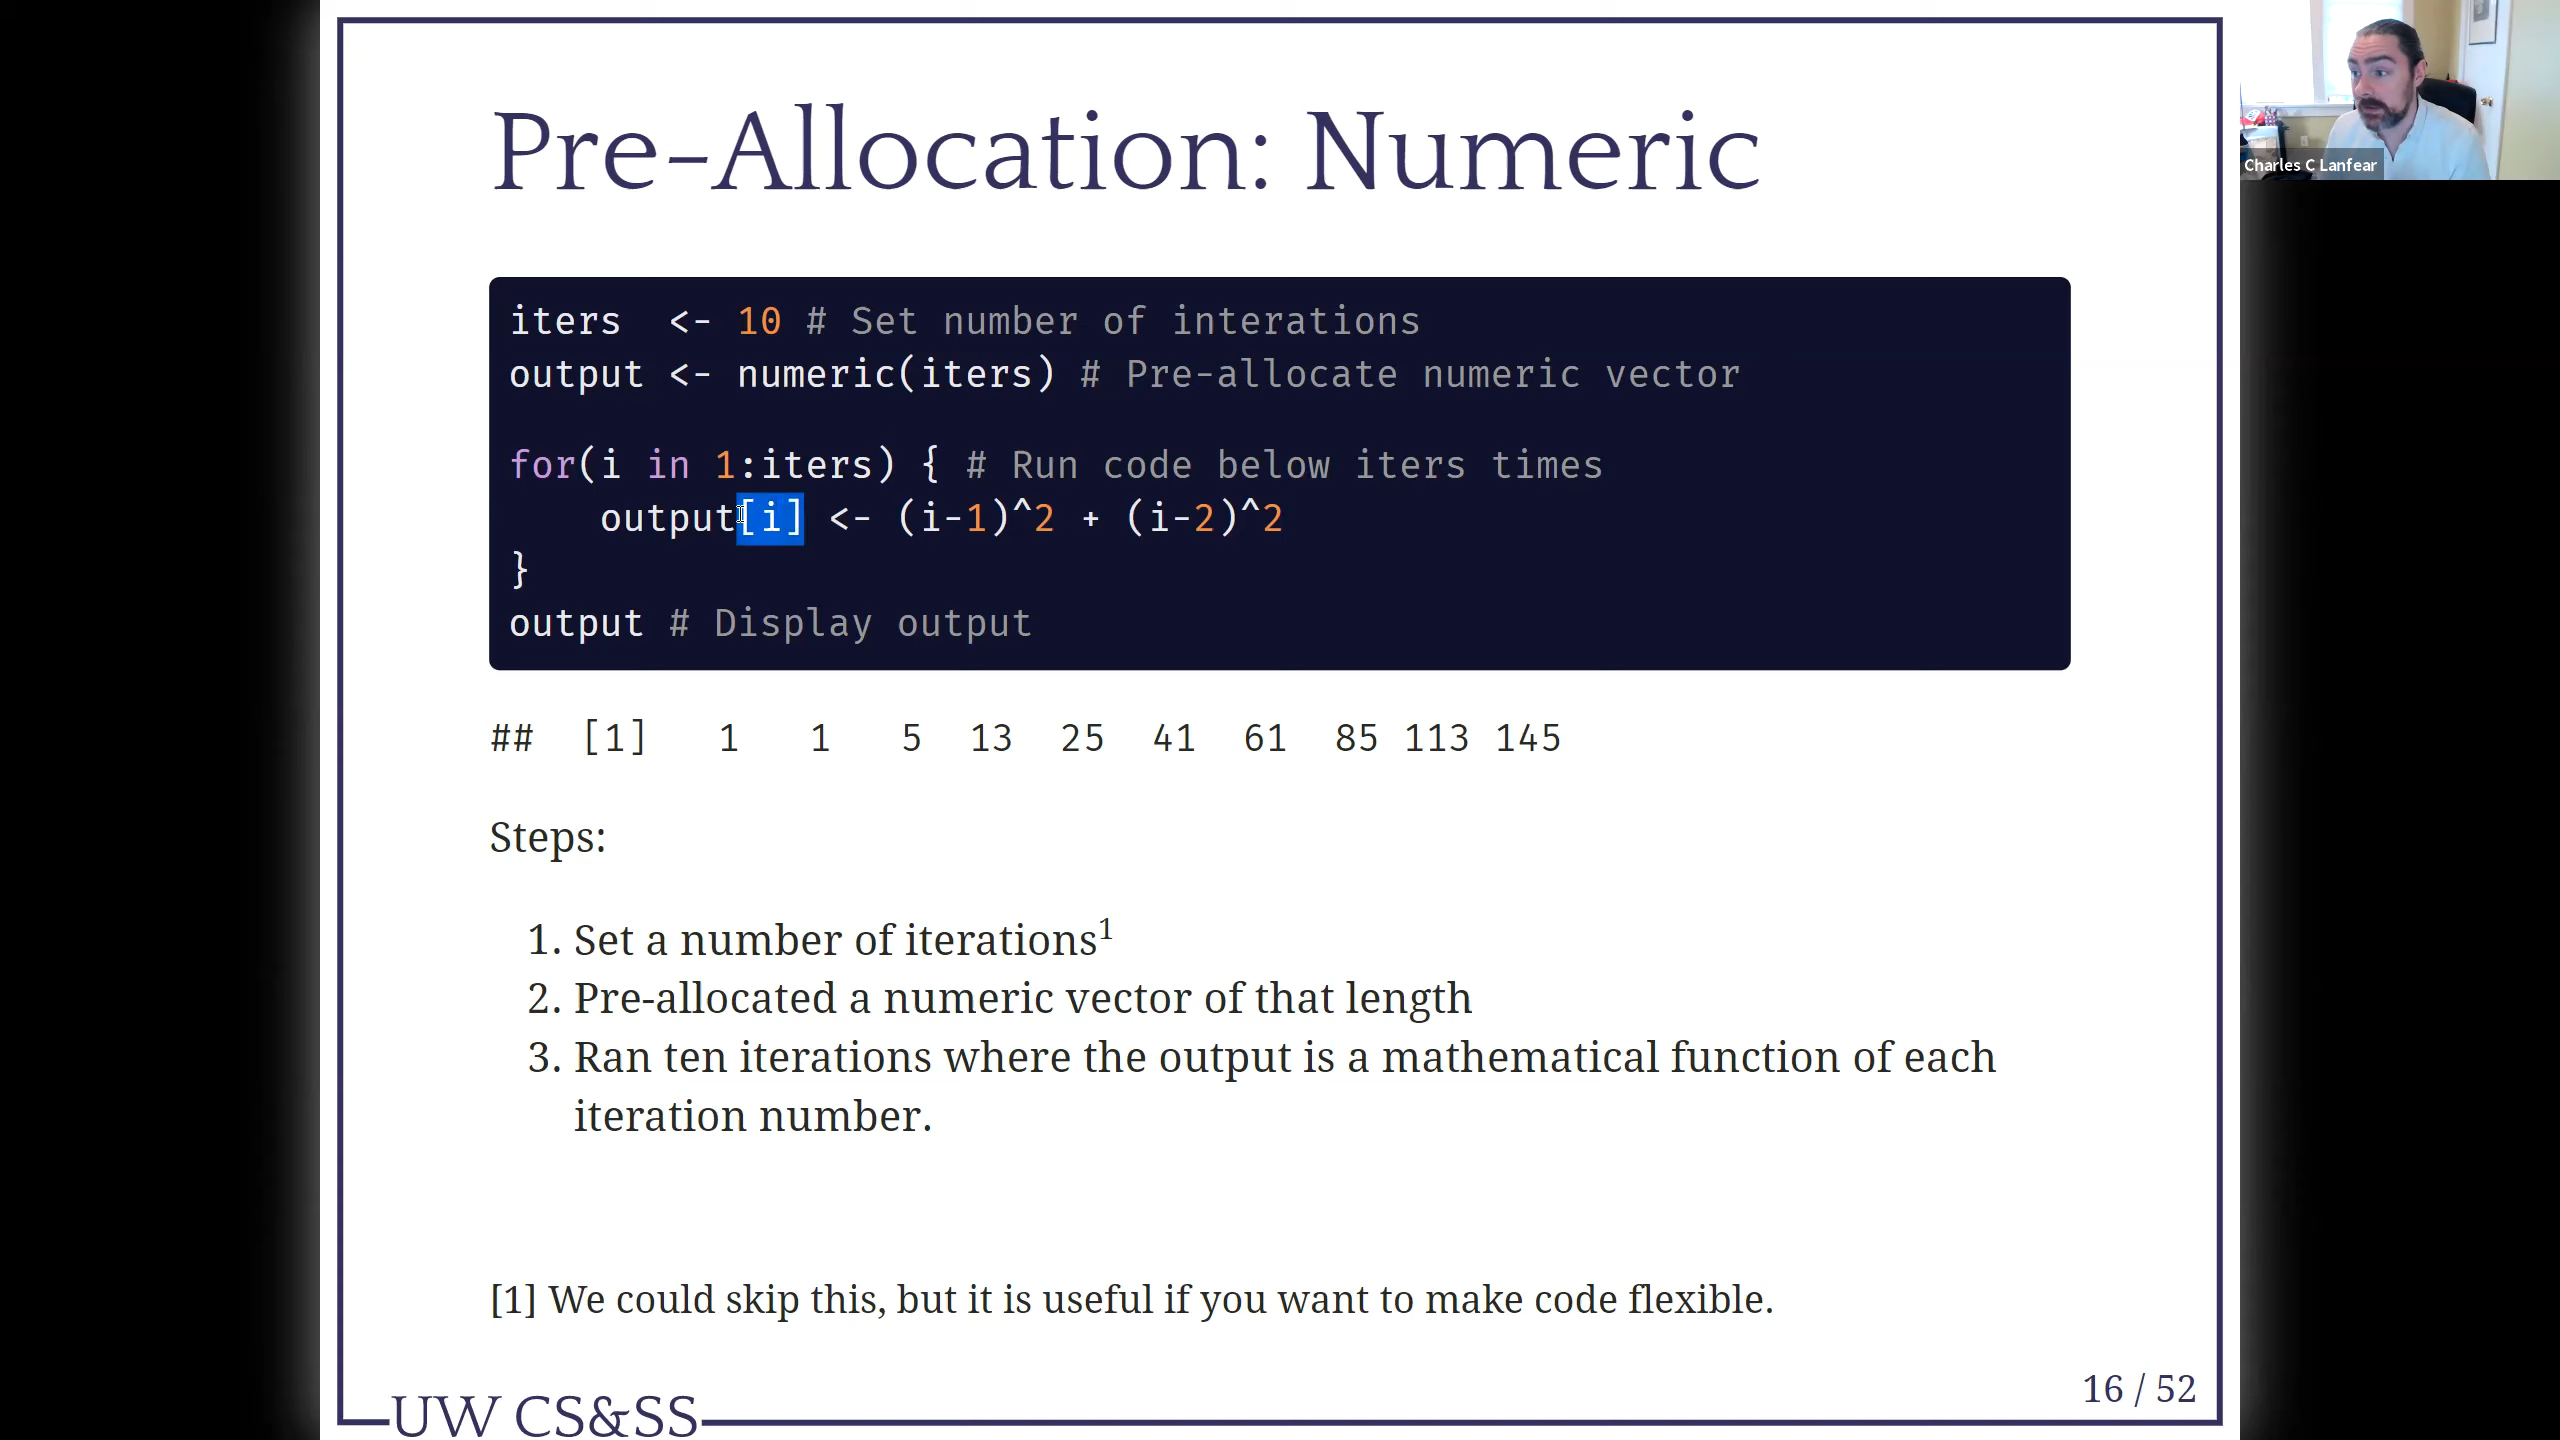 Pre-Allocation: Numeric
iters  <- 10 # Set number of interations
output <- numeric(iters) # Pre-allocate numeric vector
for(i in 1:iters) { # Run code below iters times
    output[i] <- (i-1)^2 + (i-2)^2
}
output # Display output
##  [1]   1   1   5  13  25  41  61  85 113 145
Steps:
1. Set a number of iterations1
2. Pre-allocated a numeric vector of that length
3. Ran ten iterations where the output is a mathematical function of each
iteration number.
[1] We could skip this, but it is useful if you want to make code flexible.
16 / 52
UW CS&SS
Charles C Lanfear